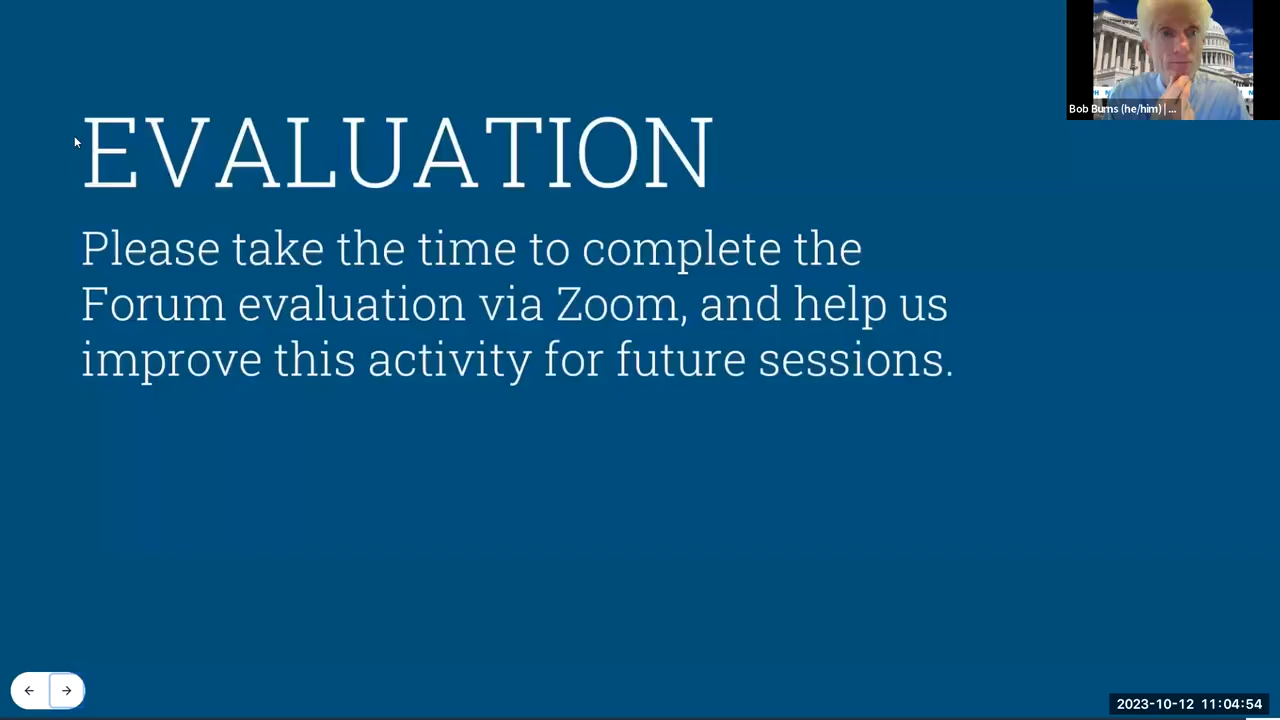 EVALUATION
Please take the time to complete the
Forum evaluation via Zoom, and help us
improve this activity for future sessions.
Bob Burns (he/him) | ...
2023-10-12 11:04:54